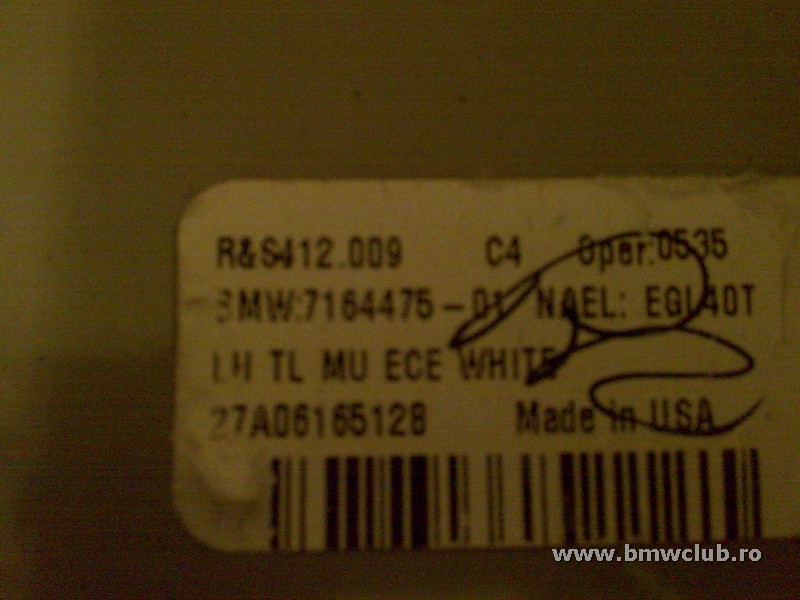 R&S412.009 C4 Oper:0535
BMW:7164475-01 NAEL: EGL40T
LH TL MU ECE WHITE
27A06165128 Made in USA
www.bmwclub.ro